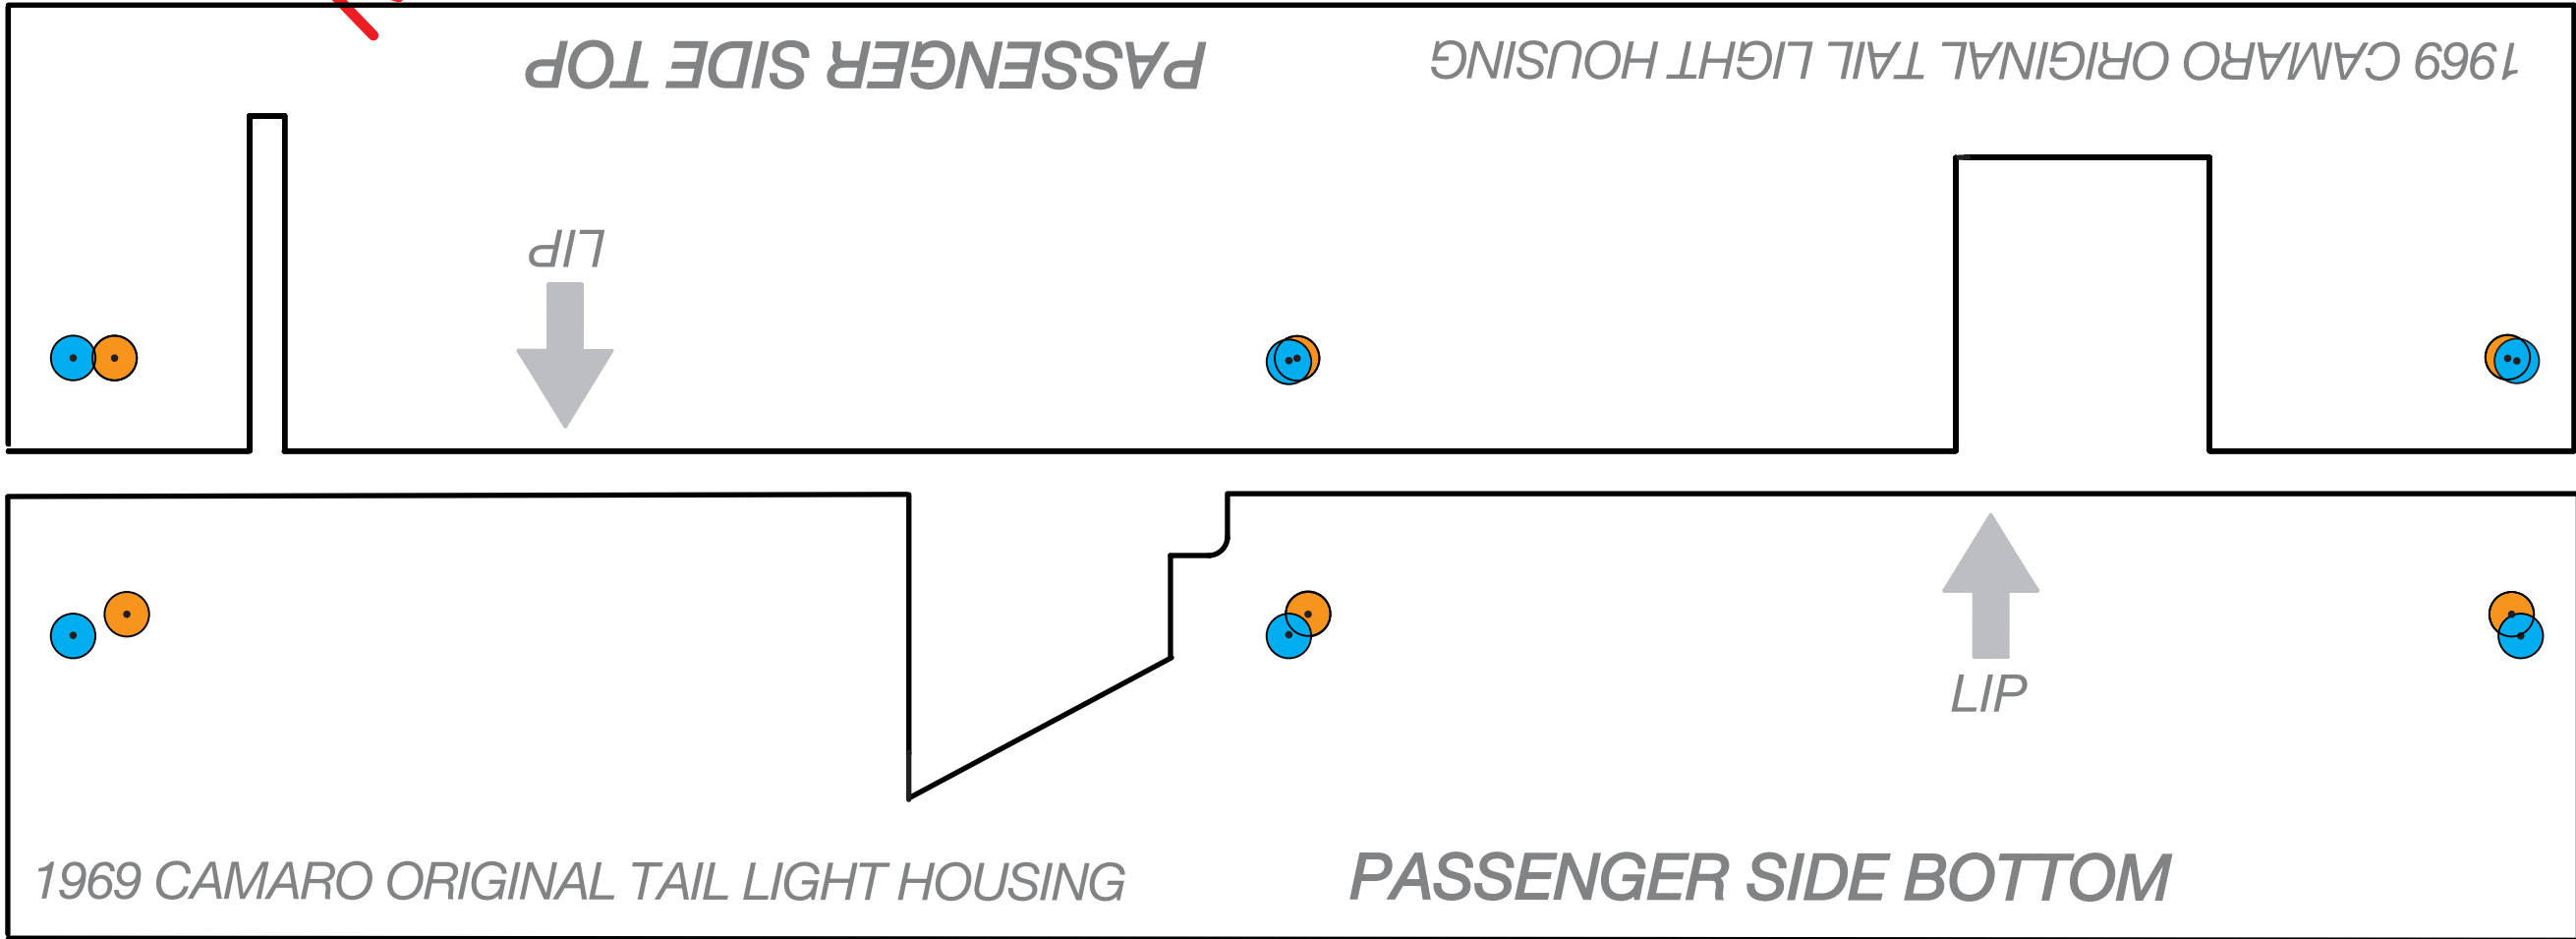 PASSENGER SIDE TOP
1969 CAMARO ORIGINAL TAIL LIGHT HOUSING
LIP
LIP
1969 CAMARO ORIGINAL TAIL LIGHT HOUSING
PASSENGER SIDE BOTTOM